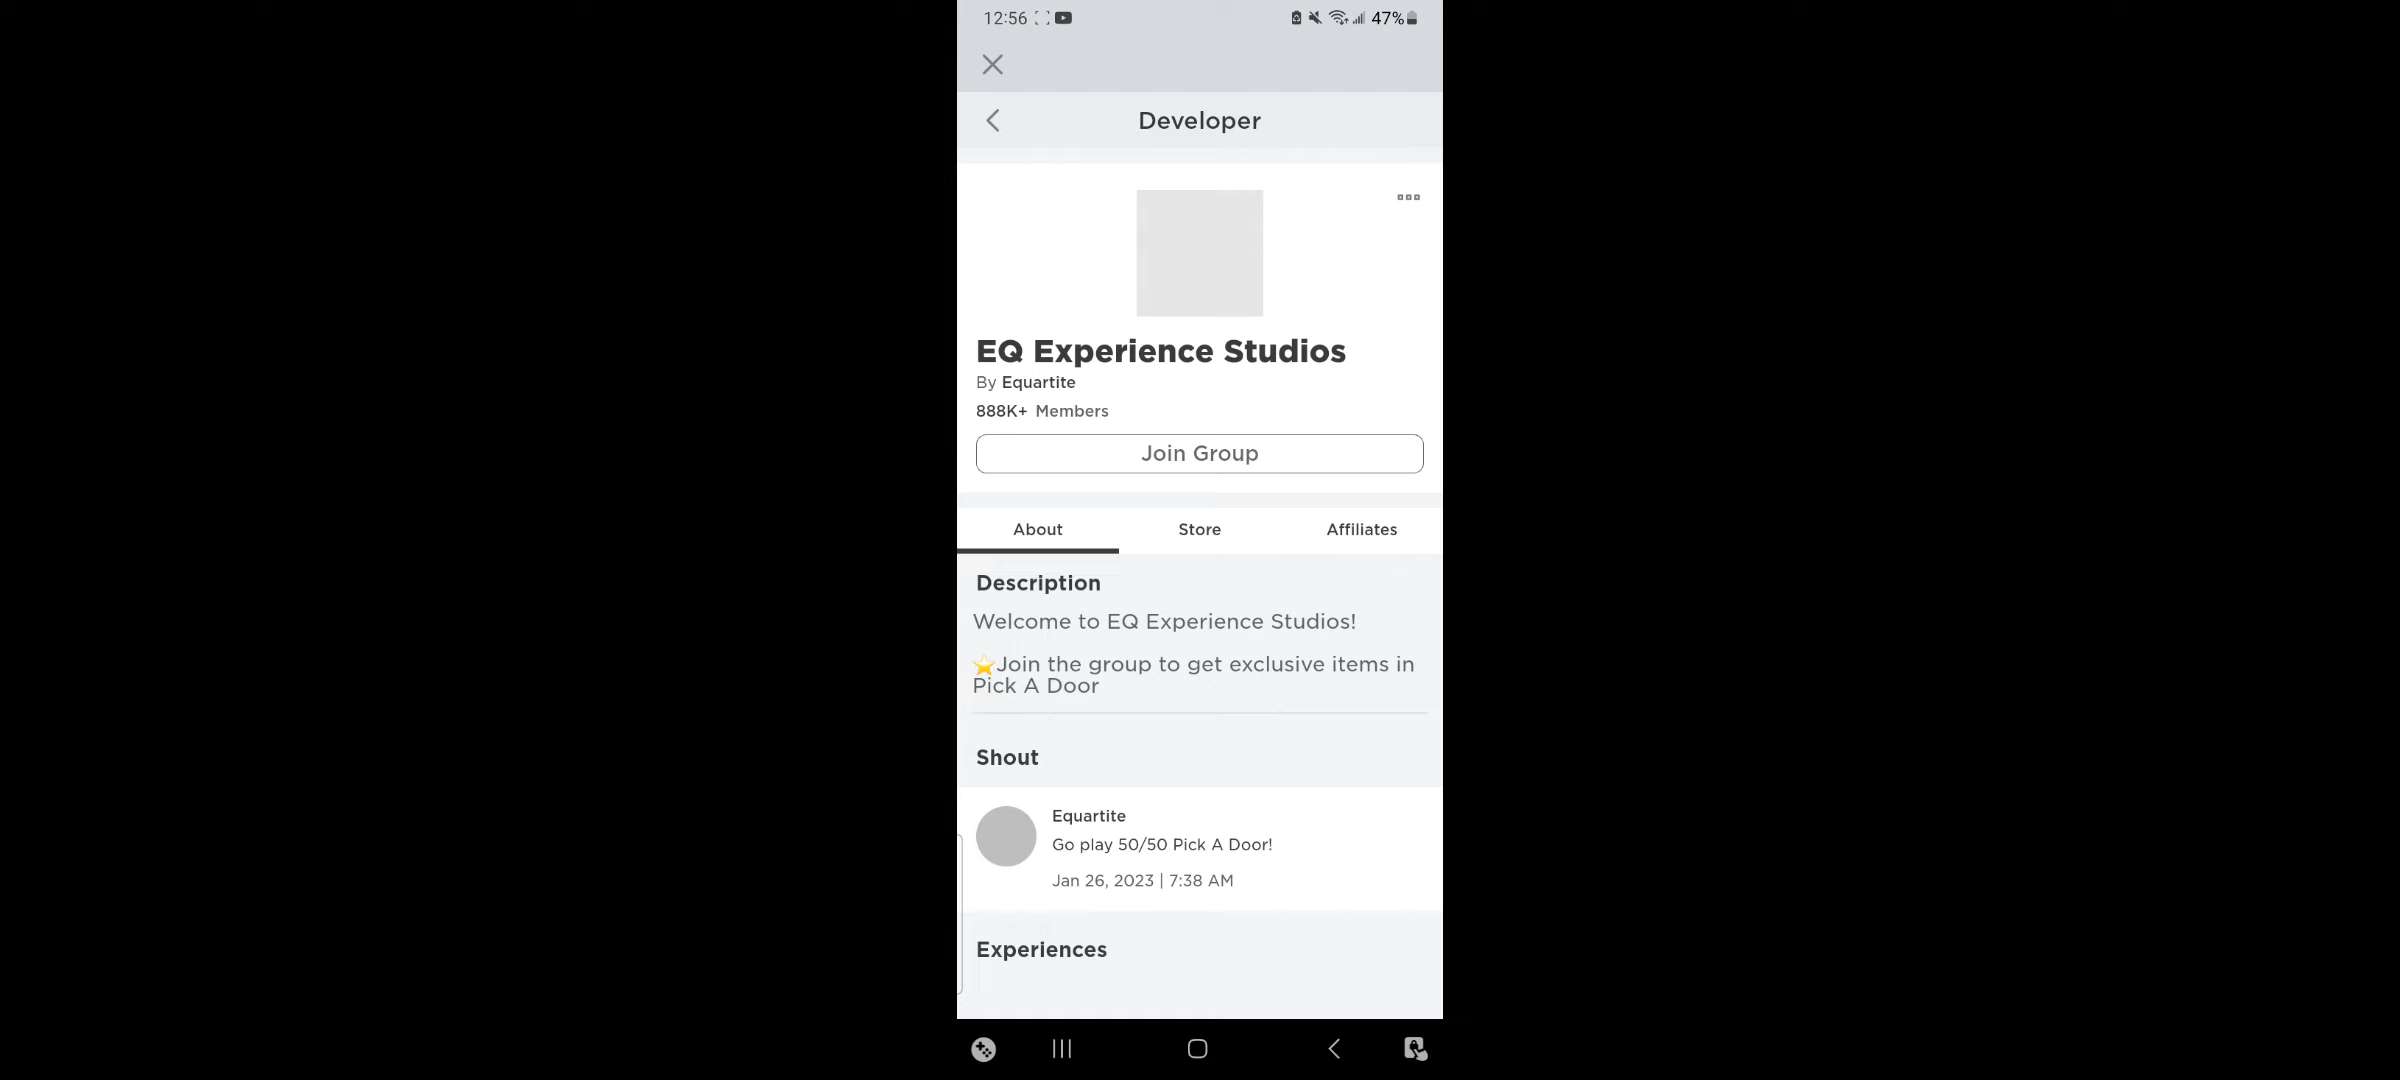 12:56
47%
Developer
EQ Experience Studios
By Equartite
888K+ Members
Join Group
About
Store
Affiliates
Description
Welcome to EQ Experience Studios!
⭐Join the group to get exclusive items in
Pick A Door
Shout
Equartite
Go play 50/50 Pick A Door!
Jan 26, 2023 | 7:38 AM
Experiences